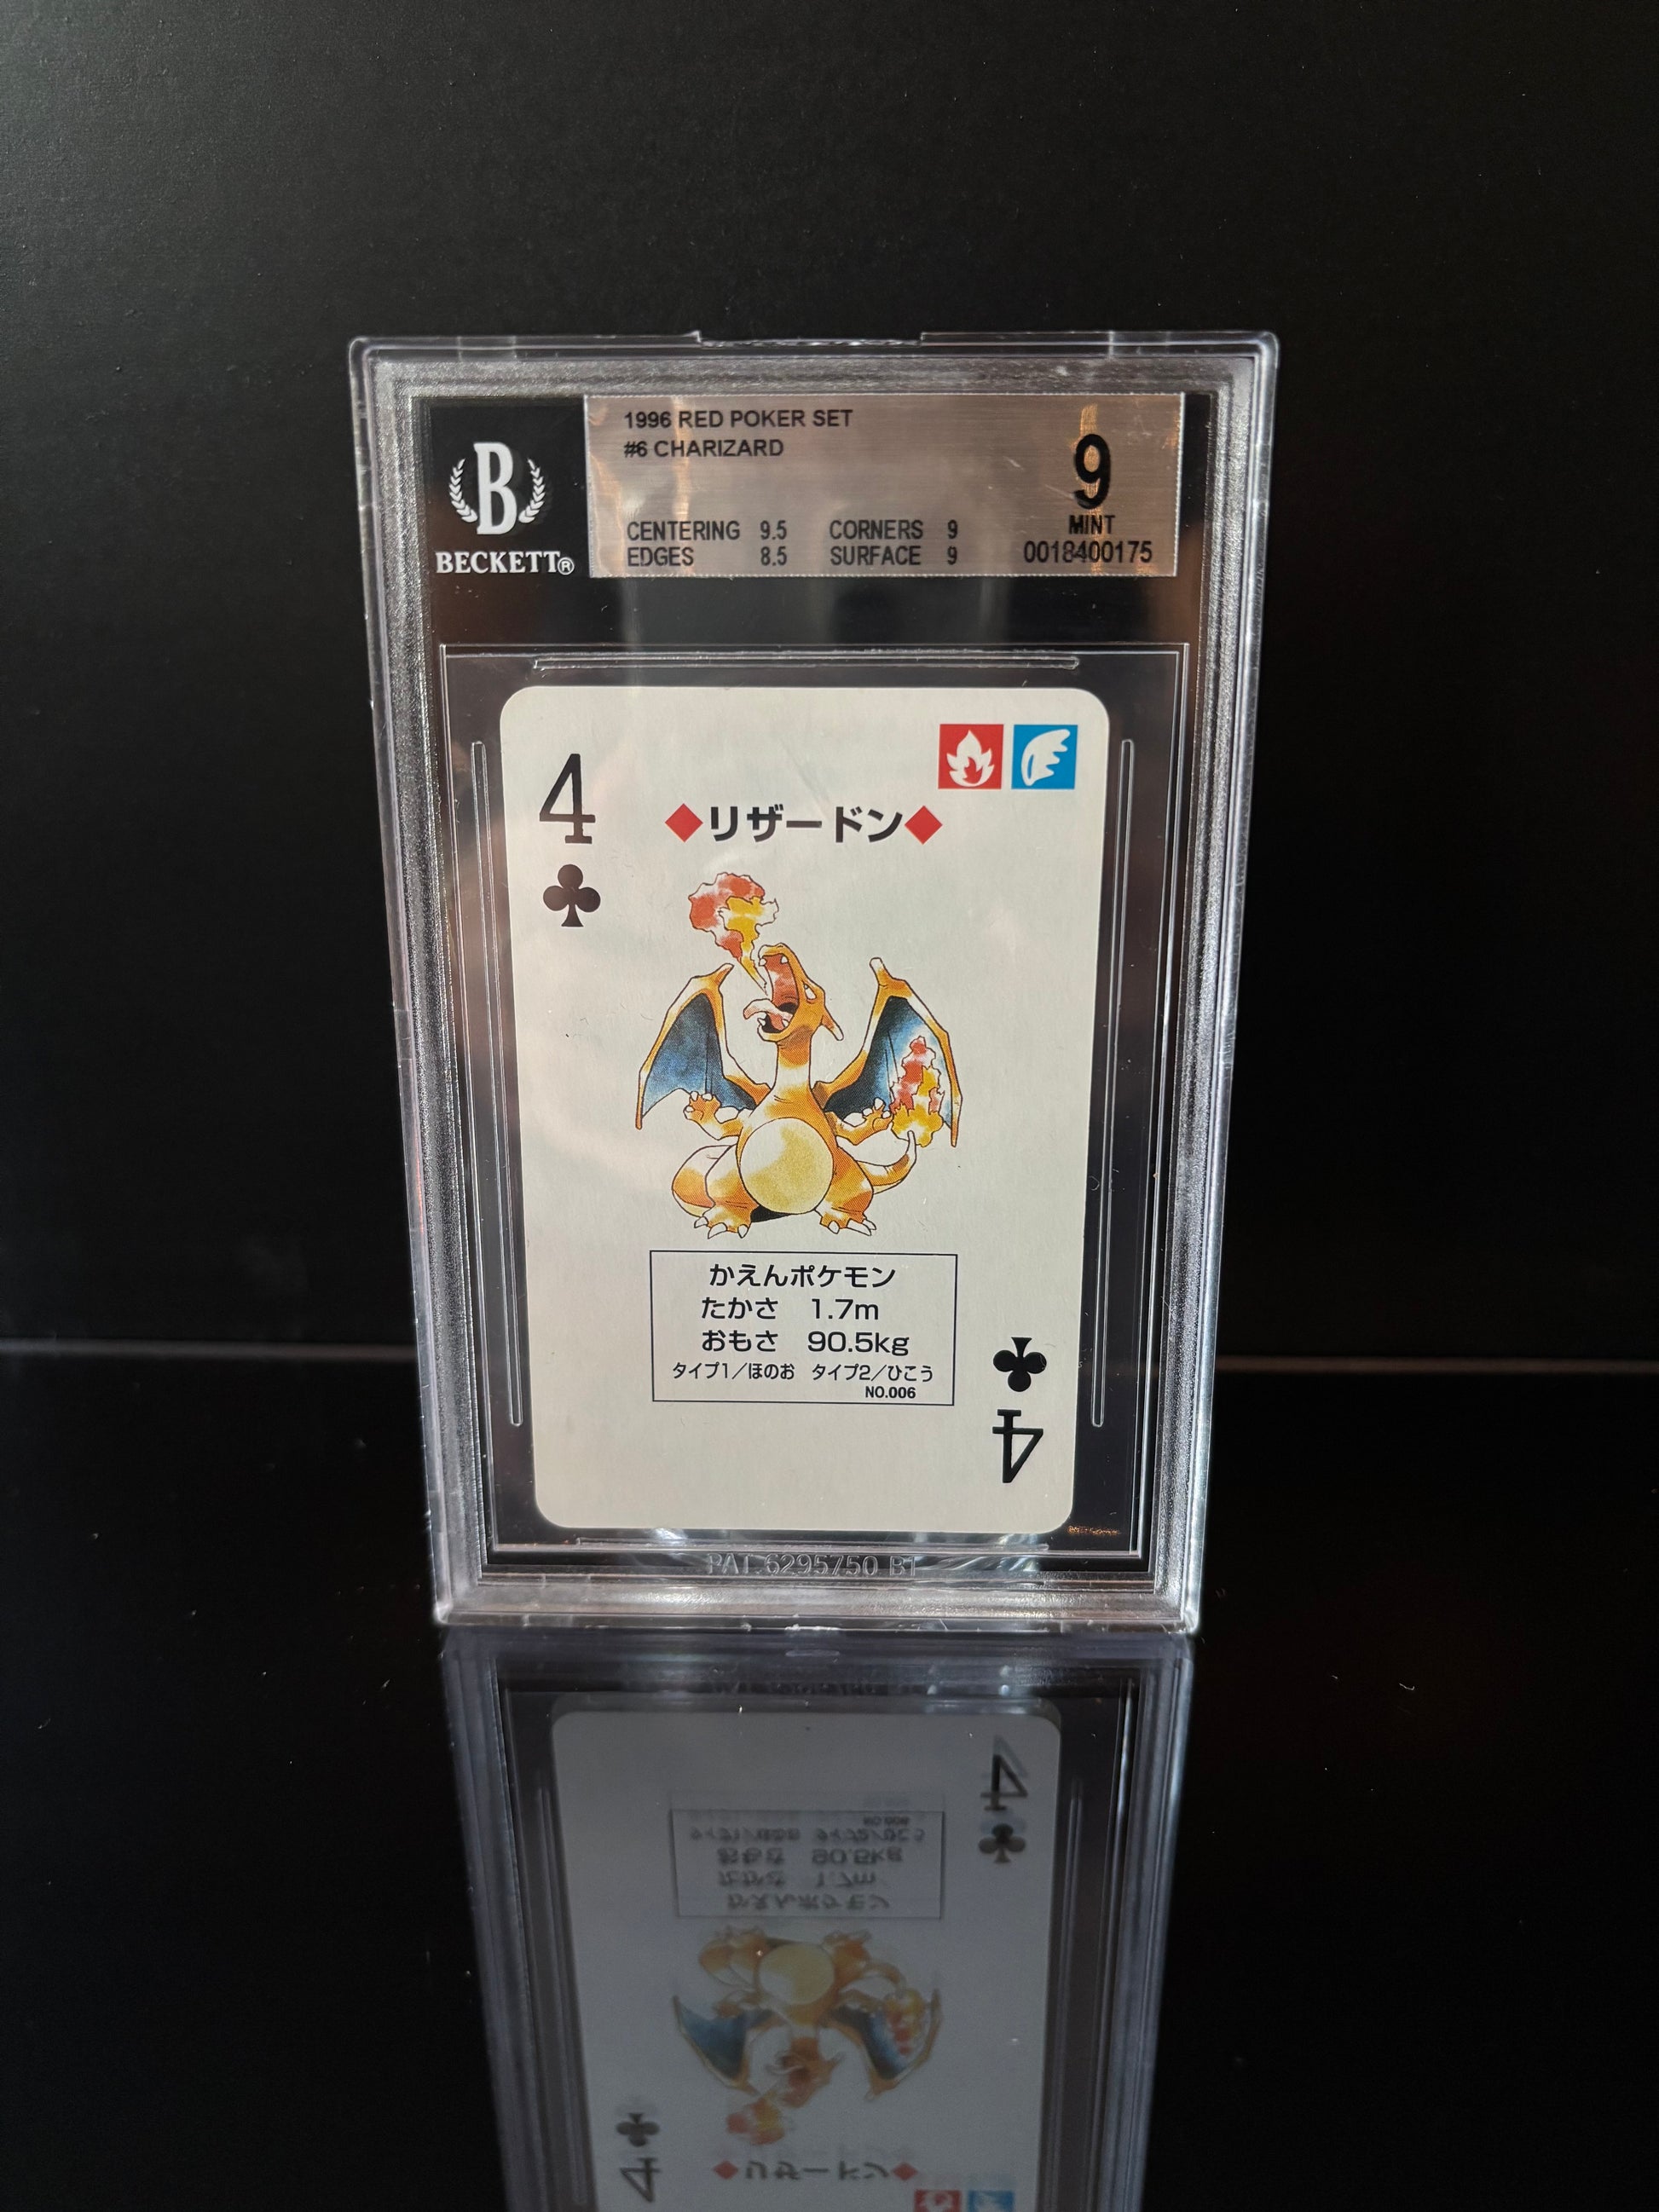 1996 RED POKER SET
#6 CHARIZARD
9
MINT
0018400175
CENTERING 9.5 CORNERS 9
EDGES 8.5 SURFACE 9
B
BECKETT®
4
◆リザードン◆
かえんポケモン
たかさ 1.7m
おもさ 90.5kg
タイプ1/ほのお タイプ2/ひこう
NO.006
4
PAT.6295750 B1